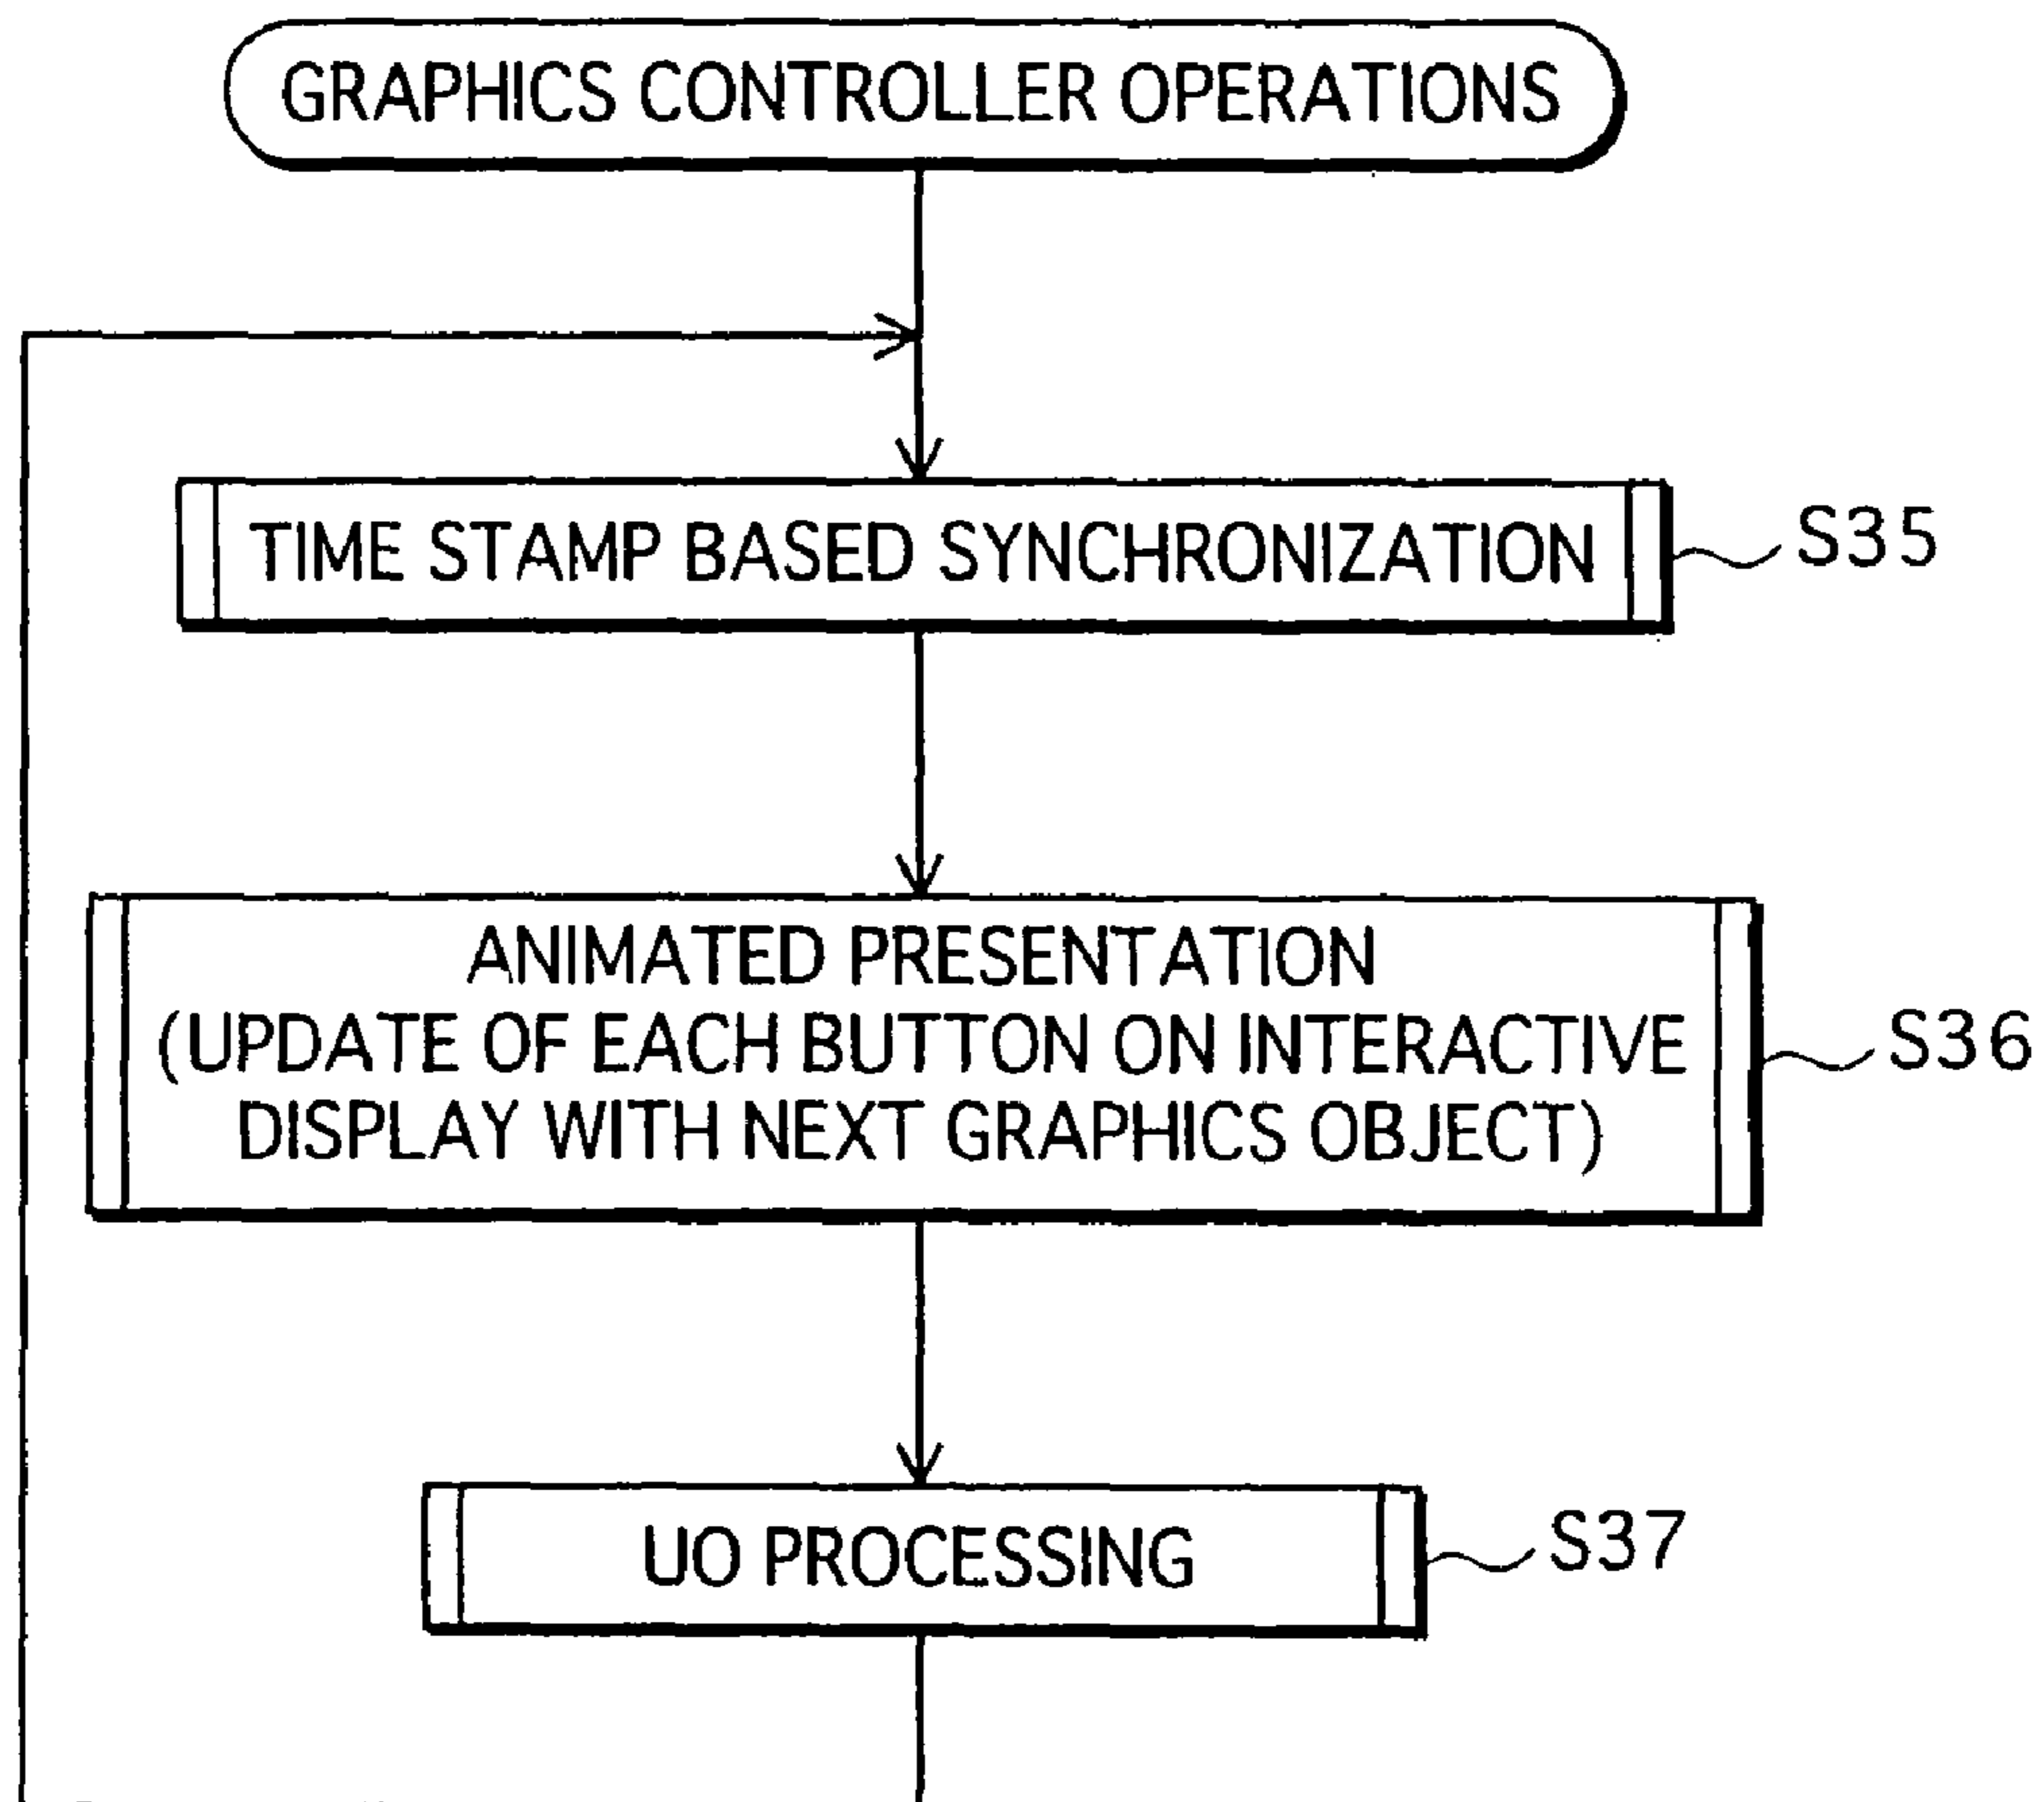 GRAPHICS CONTROLLER OPERATIONS
TIME STAMP BASED SYNCHRONIZATION
S35
ANIMATED PRESENTATION
(UPDATE OF EACH BUTTON ON INTERACTIVE
DISPLAY WITH NEXT GRAPHICS OBJECT)
S36
UO PROCESSING
S37